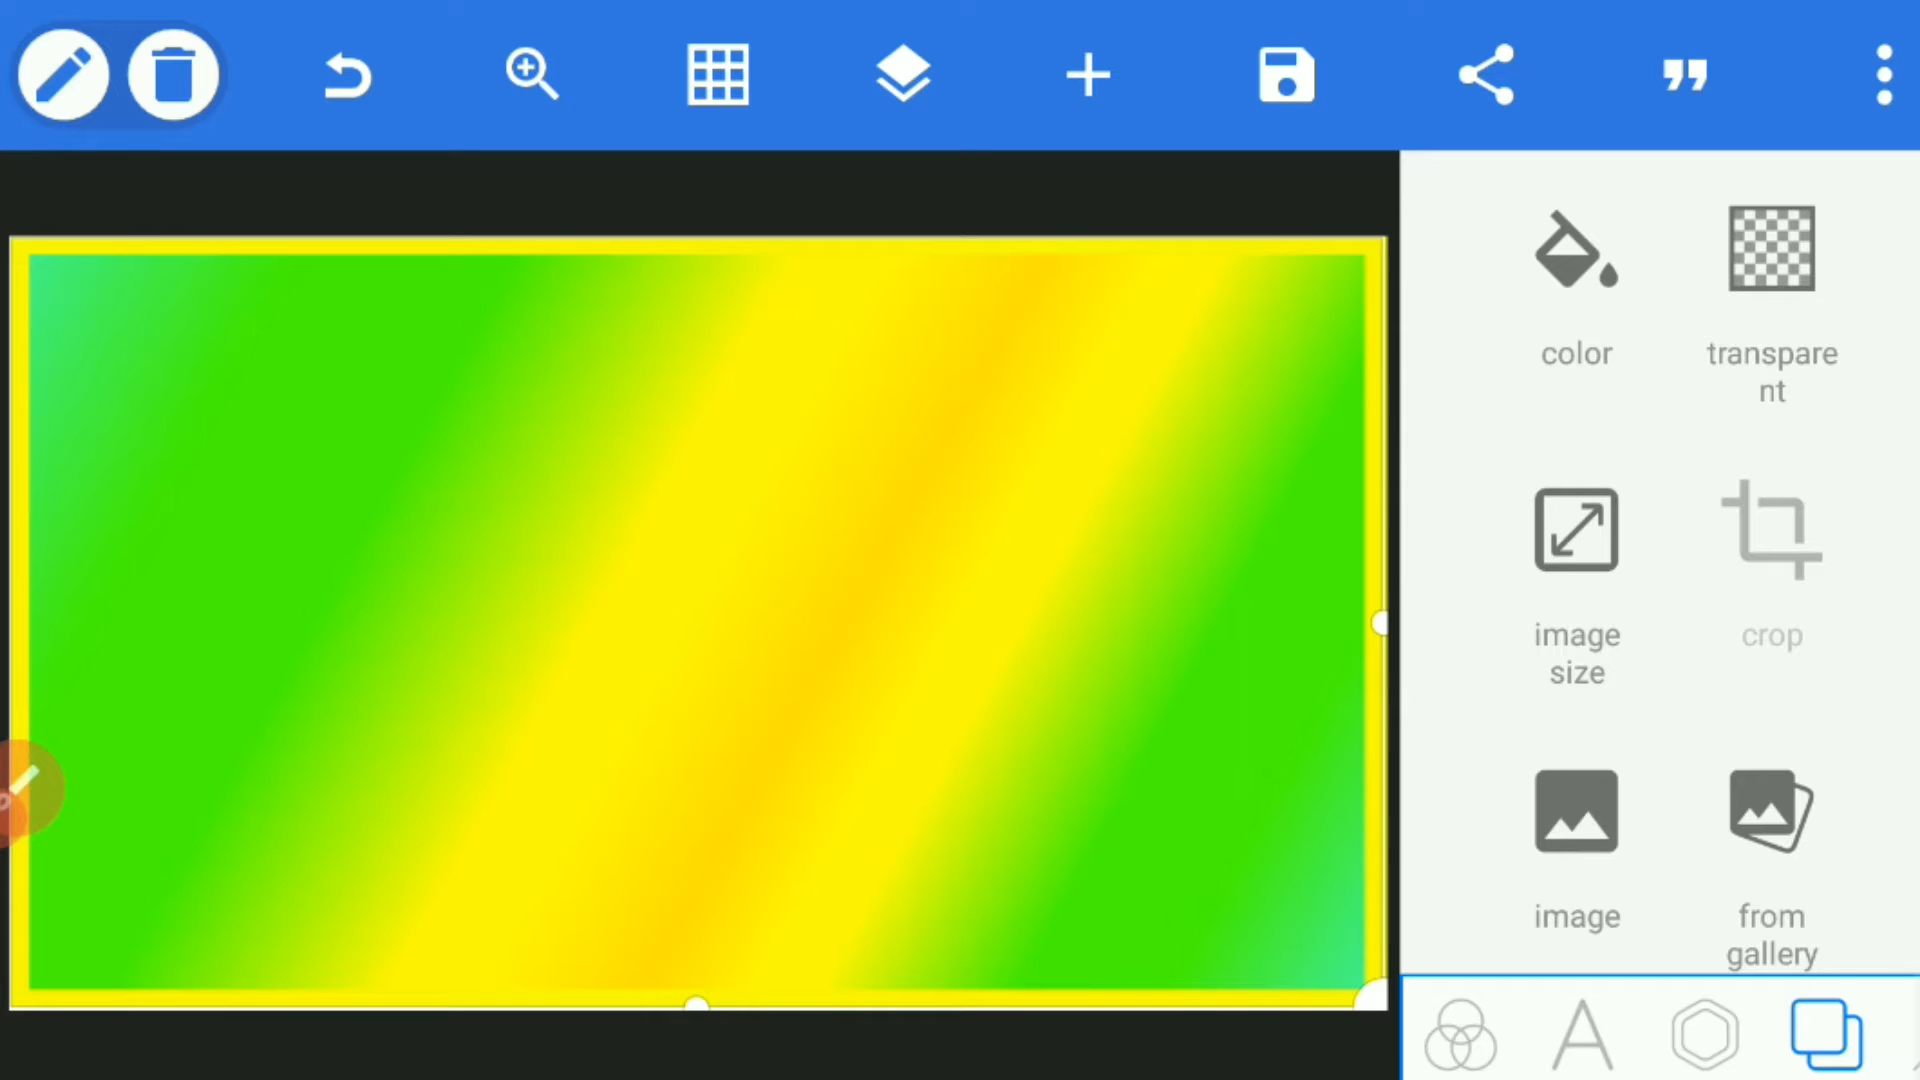 color
transpare
nt
image
size
crop
image
from
gallery